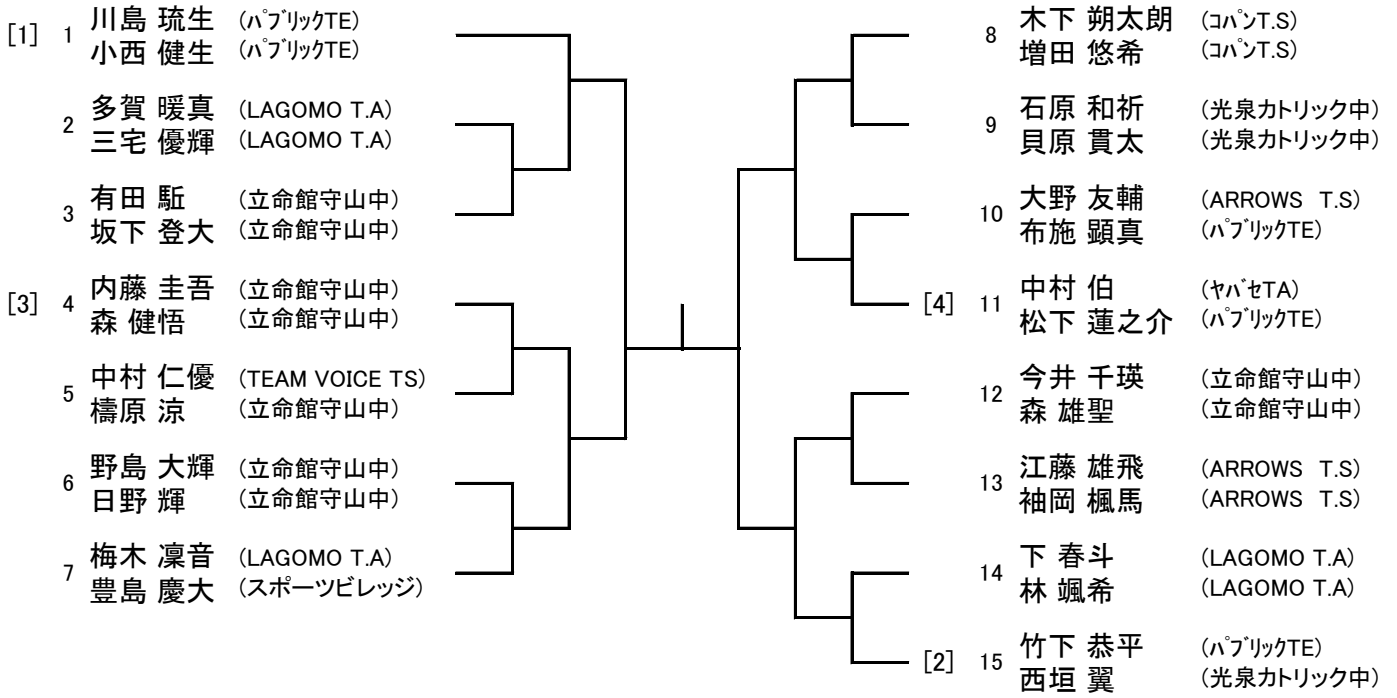 [1] 1 川島 琉生 (ﾊﾟﾌﾞﾘｯｸTE)
小西 健生 (ﾊﾟﾌﾞﾘｯｸTE)
2 多賀 暖真 (LAGOMO T.A)
三宅 優輝 (LAGOMO T.A)
3 有田 駈 (立命館守山中)
坂下 登大 (立命館守山中)
[3] 4 内藤 圭吾 (立命館守山中)
森 健悟 (立命館守山中)
5 中村 仁優 (TEAM VOICE TS)
檮原 涼 (立命館守山中)
6 野島 大輝 (立命館守山中)
日野 輝 (立命館守山中)
7 梅木 凜音 (LAGOMO T.A)
豊島 慶大 (スポーツビレッジ)
8 木下 朔太朗 (ｺﾊﾟﾝT.S)
増田 悠希 (ｺﾊﾟﾝT.S)
9 石原 和祈 (光泉カトリック中)
貝原 貫太 (光泉カトリック中)
10 大野 友輔 (ARROWS T.S)
布施 顕真 (ﾊﾟﾌﾞﾘｯｸTE)
[4] 11 中村 伯 (ﾔﾊﾞｾTA)
松下 蓮之介 (ﾊﾟﾌﾞﾘｯｸTE)
12 今井 千瑛 (立命館守山中)
森 雄聖 (立命館守山中)
13 江藤 雄飛 (ARROWS T.S)
袖岡 楓馬 (ARROWS T.S)
14 下 春斗 (LAGOMO T.A)
林 颯希 (LAGOMO T.A)
[2] 15 竹下 恭平 (ﾊﾟﾌﾞﾘｯｸTE)
西垣 翼 (光泉カトリック中)